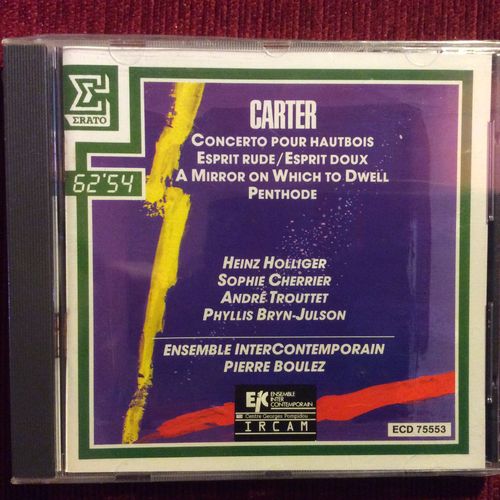 ERATO
62'54
CARTER
CONCERTO POUR HAUTBOIS
ESPRIT RUDE/ESPRIT DOUX
A MIRROR ON WHICH TO DWELL
PENTHODE
HEINZ HOLLIGER
SOPHIE CHERRIER
ANDRÉ TROUTTET
PHYLLIS BRYN-JULSON
ENSEMBLE INTERCONTEMPORAIN
PIERRE BOULEZ
ENSEMBLE
INTER
CONTEMPORAIN
Centre Georges Pompidou
IRCAM
ECD 75553